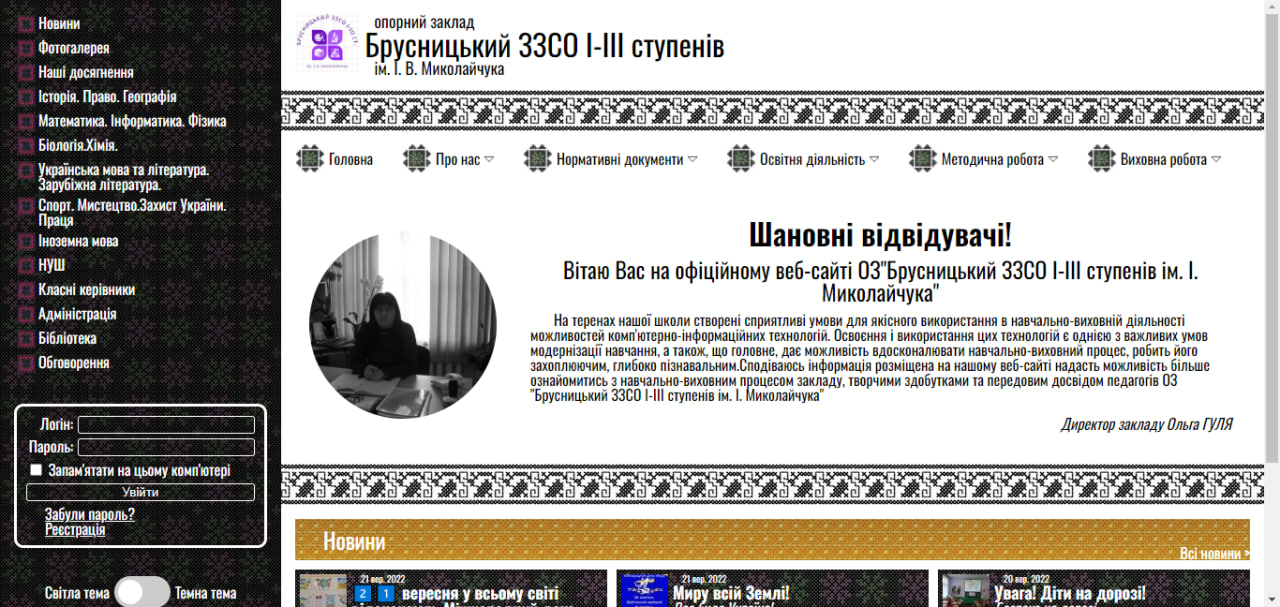 Новини
Фотогалерея
Наші досягнення
Історія. Право. Географія
Математика. Інформатика. Фізика
Біологія.Хімія.
Українська мова та література.
Зарубіжна література.
Спорт. Мистецтво.Захист України.
Праця
Іноземна мова
НУШ
Класні керівники
Адміністрація
Бібліотека
Обговорення
Логін:
Пароль:
Запам'ятати на цьому комп'ютері
Увійти
Забули пароль?
Реєстрація
Світла тема Темна тема
опорний заклад
Брусницький ЗЗСО І-ІІІ ступенів
ім. І. В. Миколайчука
Головна Про нас Нормативні документи Освітня діяльність Методична робота Виховна робота
Шановні відвідувачі!
Вітаю Вас на офіційному веб-сайті ОЗ"Брусницький ЗЗСО І-ІІІ ступенів ім. І.
Миколайчука"
На теренах нашої школи створені сприятливі умови для якісного використання в навчально-виховній діяльності
можливостей комп'ютерно-інформаційних технологій. Освоєння і використання цих технологій є однією з важливих умов
модернізації навчання, а також, що головне, дає можливість вдосконалювати навчально-виховний процес, робить його
захоплюючим, глибоко пізнавальним.Сподіваюсь інформація розміщена на нашому веб-сайті надасть можливість більше
ознайомитись з навчально-виховним процесом закладу, творчими здобутками та передовим досвідом педагогів ОЗ
"Брусницький ЗЗСО І-ІІІ ступенів ім. І. Миколайчука"
Директор закладу Ольга ГУЛЯ
Новини
Всі новини >
21 вер. 2022
2 1 вересня у всьому світі
21 вер. 2022
Миру всій Землі!
20 вер. 2022
Увага! Діти на дорозі!